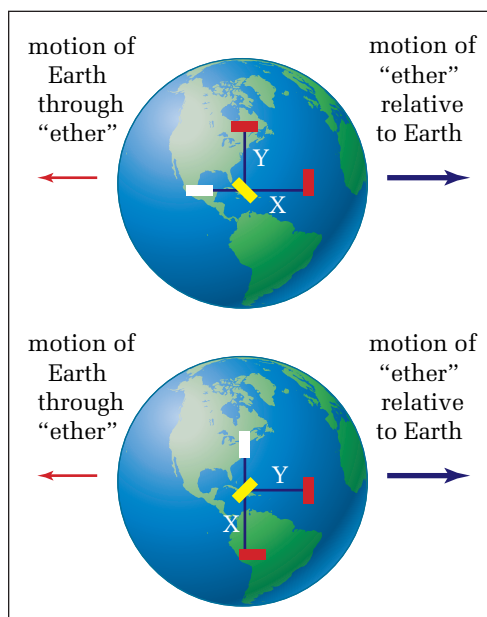 motion of
Earth
through
“ether”
motion of
“ether”
relative
to Earth
Y
X
motion of
Earth
through
“ether”
motion of
“ether”
relative
to Earth
Y
X